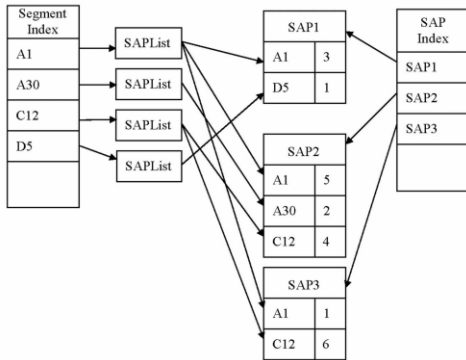 Segment
Index
A1
A30
C12
D5
SAPList
SAPList
SAPList
SAPList
SAP1
A1 3
D5 1
SAP2
A1 5
A30 2
C12 4
SAP3
A1 1
C12 6
SAP
Index
SAP1
SAP2
SAP3